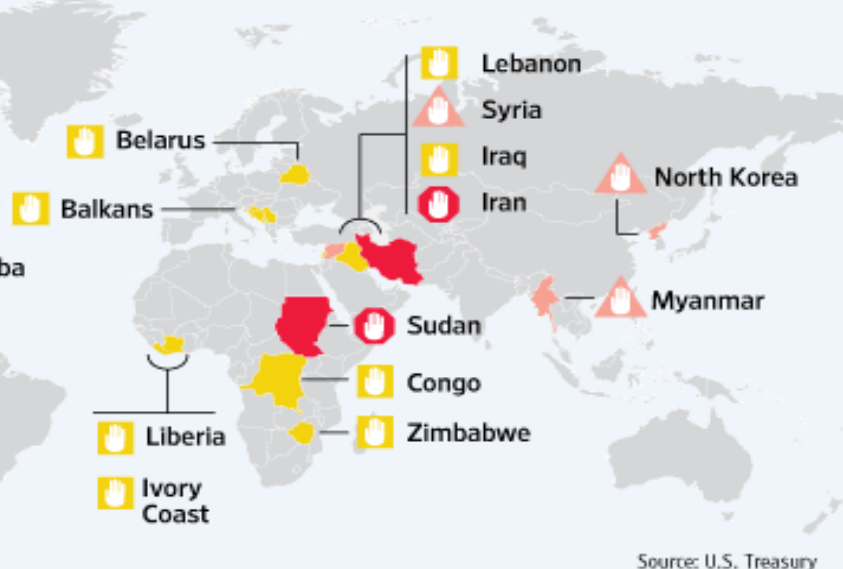 Lebanon
Syria
Belarus
Iraq
North Korea
Iran
Balkans
ba
Myanmar
Sudan
Congo
Zimbabwe
Liberia
Ivory
Coast
Source: U.S. Treasury